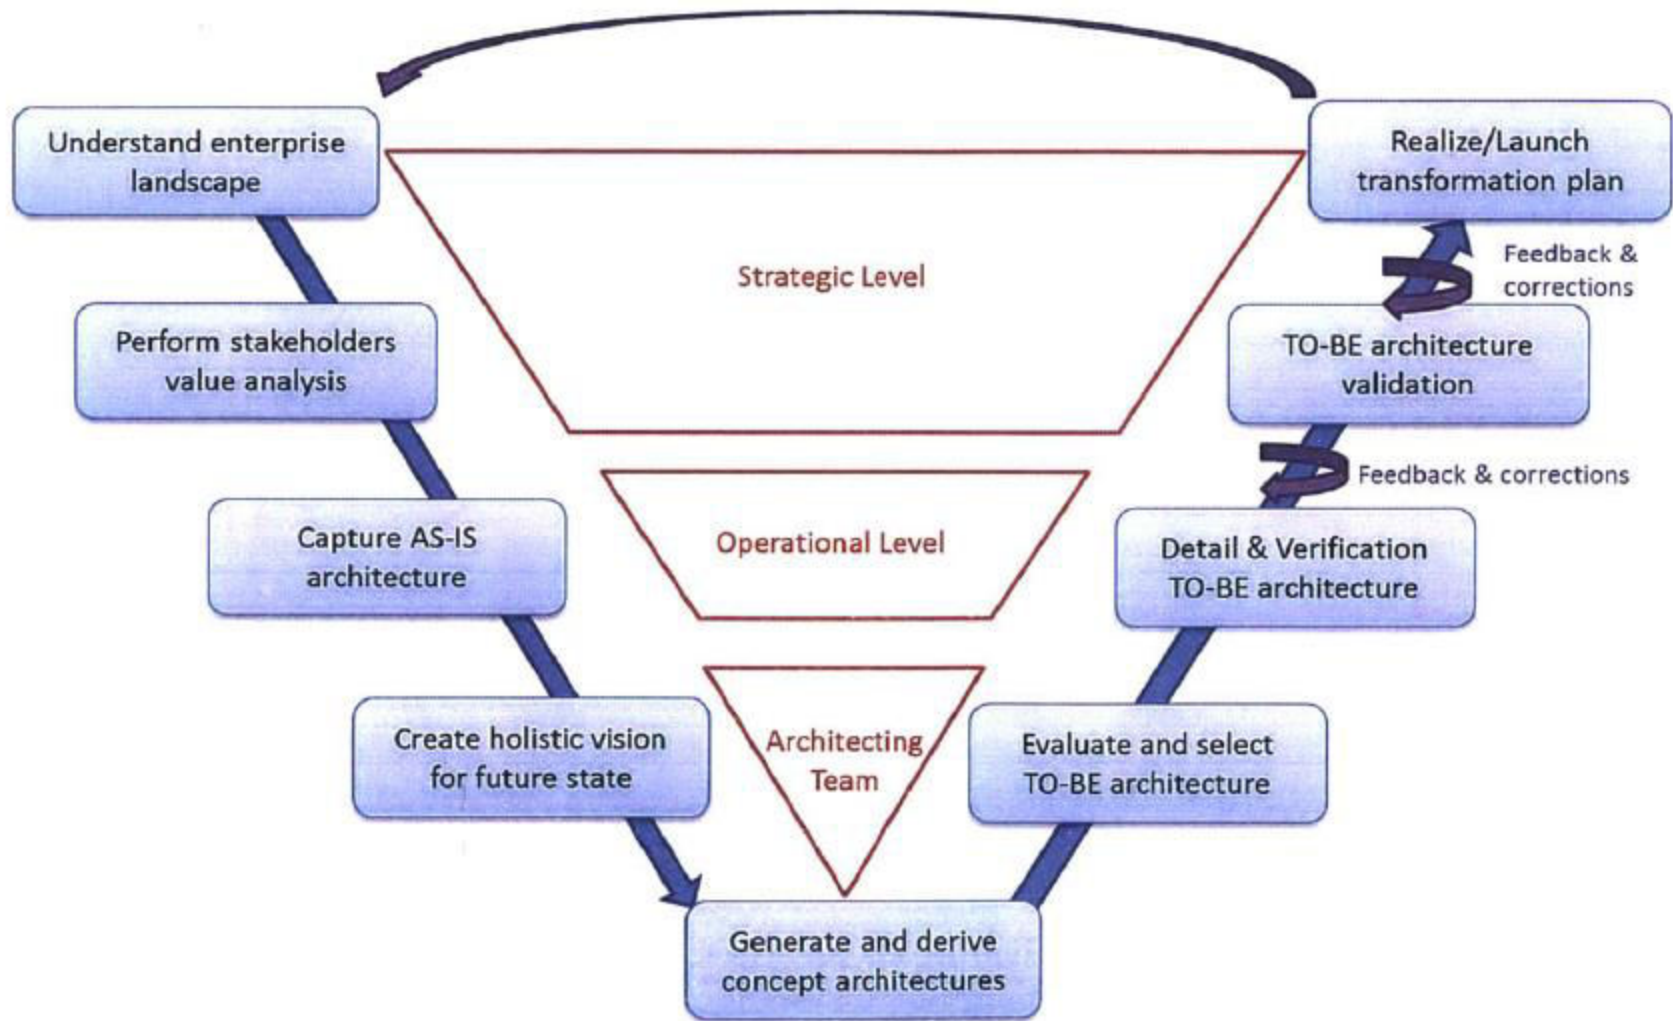 Understand enterprise
landscape
Realize/Launch
transformation plan
Strategic Level
Feedback &
corrections
Perform stakeholders
value analysis
TO-BE architecture
validation
Feedback & corrections
Capture AS-IS
architecture
Operational Level
Detail & Verification
TO-BE architecture
Create holistic vision
for future state
Architecting
Team
Evaluate and select
TO-BE architecture
Generate and derive
concept architectures